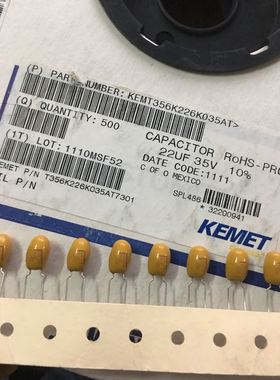 (P) PART NUMBER: KEMT356K226K035AT>
(Q) QUANTITY: 500
CAPACITOR RoHS-PR
22UF 35V 10%
DATE CODE:1111
(1T) LOT: 1110MSF52
C OF O MEXICO
KEMET P/N T356K226K035AT7301
SPL486
* 32200941
IL P/N
KEMET